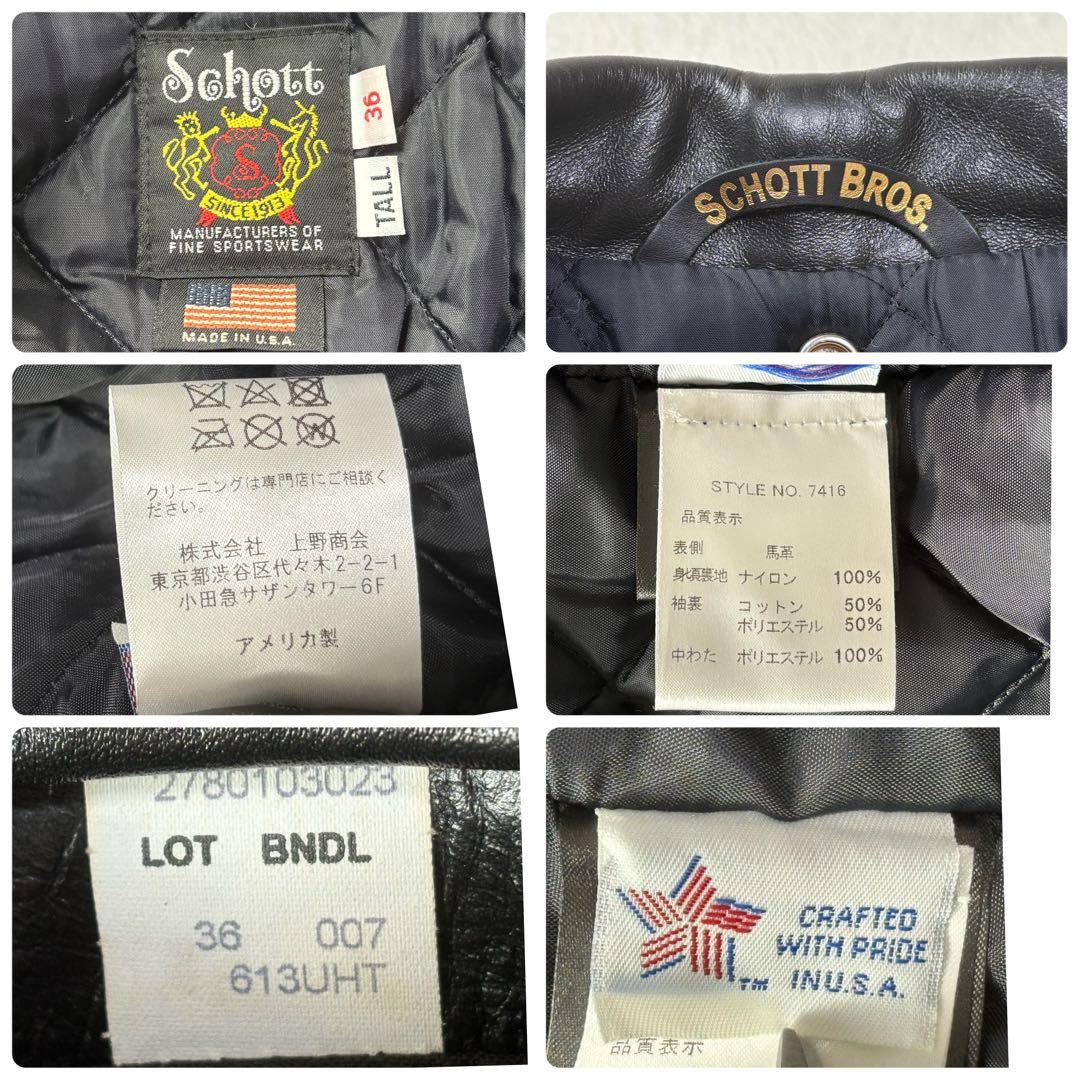 Schott
S
SINCE 1913
MANUFACTURERS OF
FINE SPORTSWEAR
MADE IN U.S.A.
36
TALL
SCHOTT BROS.
クリーニングは専門店にご相談く
ださい。
株式会社 上野商会
東京都渋谷区代々木2-2-1
小田急サザンタワー6F
アメリカ製
STYLE NO. 7416
品質表示
表側 馬革
身頃裏地 ナイロン 100%
袖裏 コットン 50%
ポリエステル 50%
中わた ポリエステル 100%
2780103023
LOT BNDL
36 007
613UHT
CRAFTED
WITH PRIDE
IN U.S.A.
TM
品質表示